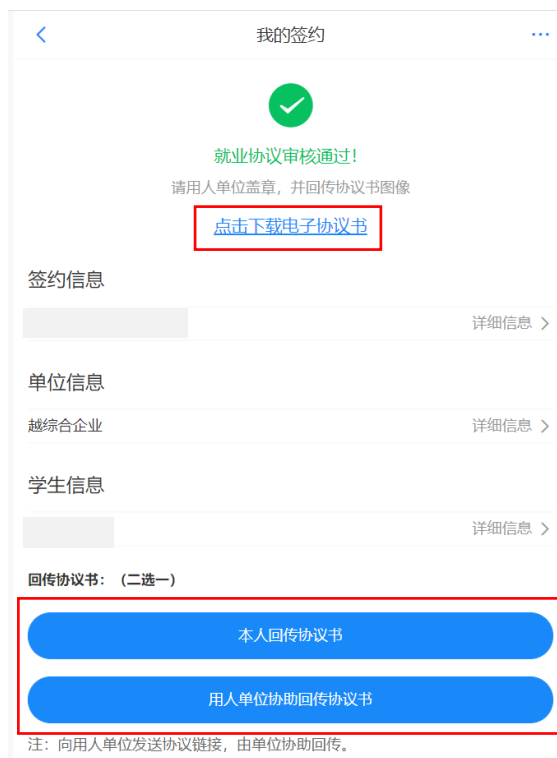 我的签约
就业协议审核通过！
请用人单位盖章，并回传协议书图像
点击下载电子协议书
签约信息
详细信息
单位信息
越综合企业 详细信息
学生信息
详细信息
回传协议书：（二选一）
本人回传协议书
用人单位协助回传协议书
注：向用人单位发送协议链接，由单位协助回传。